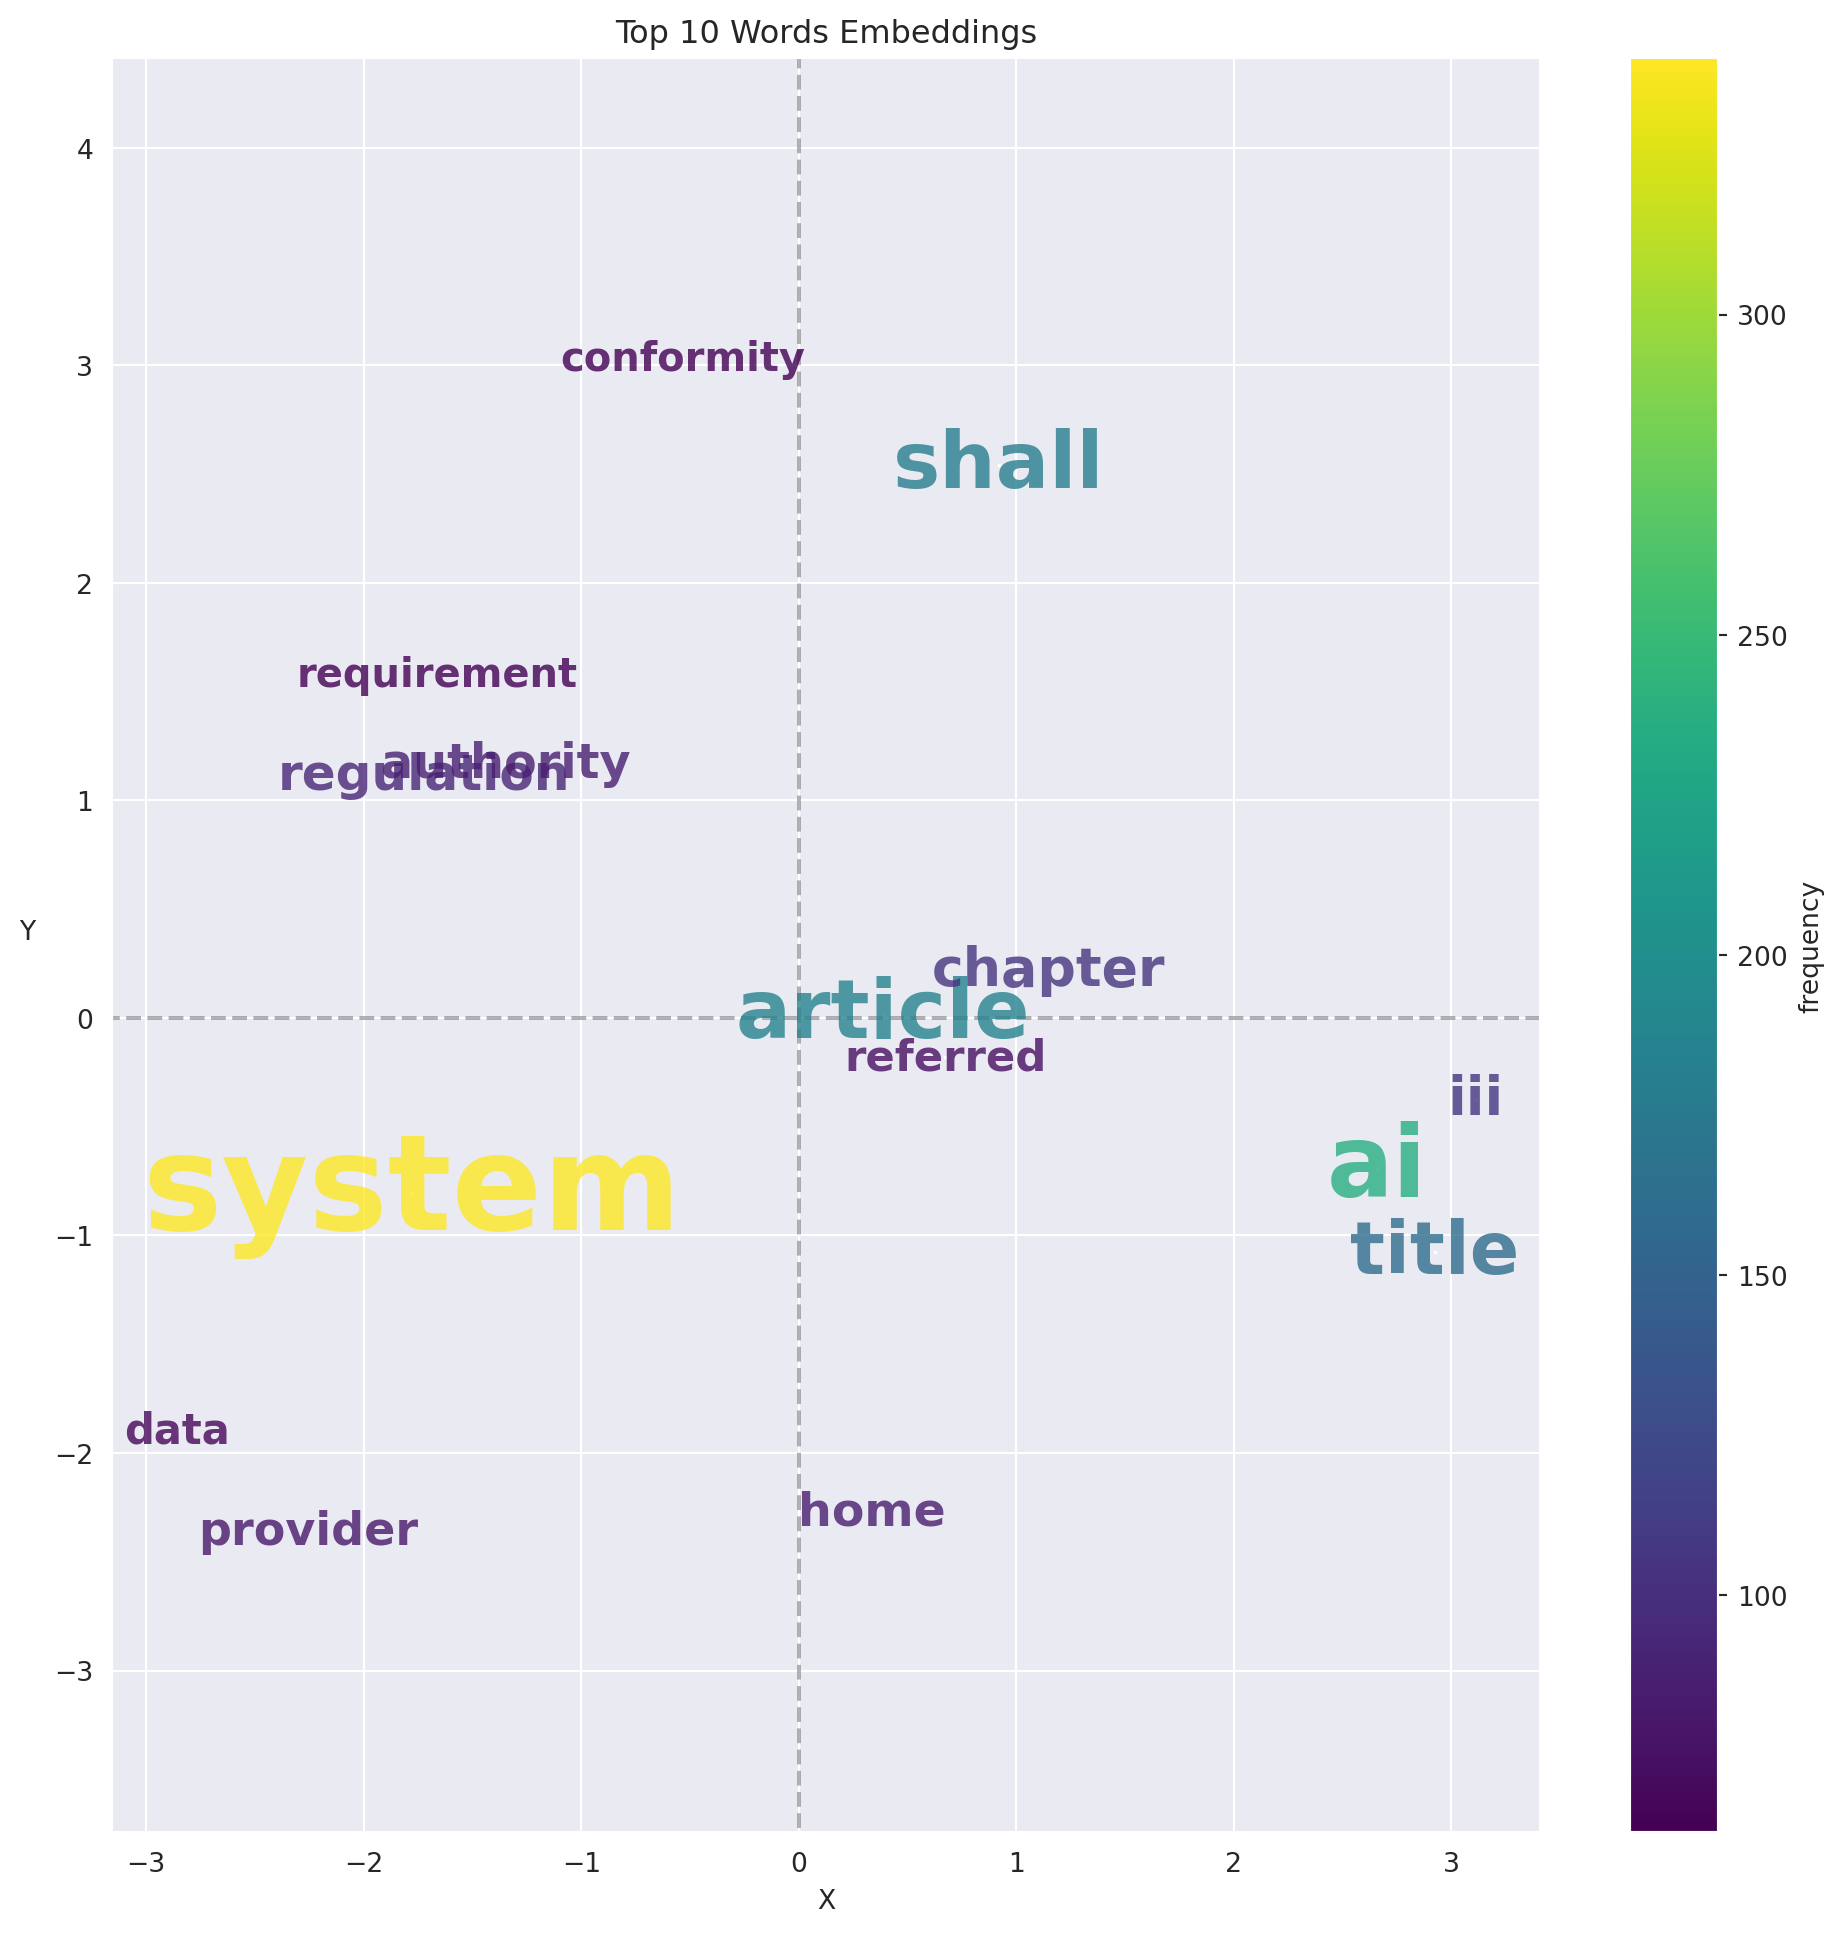 Top 10 Words Embeddings
4
3
2
1
0
−1
−2
−3
Y
conformity
shall
requirement
authority
regulation
chapter
article
referred
iii
ai
system
title
data
home
provider
−3
−2
−1
0
1
2
3
X
300
250
200
150
100
frequency